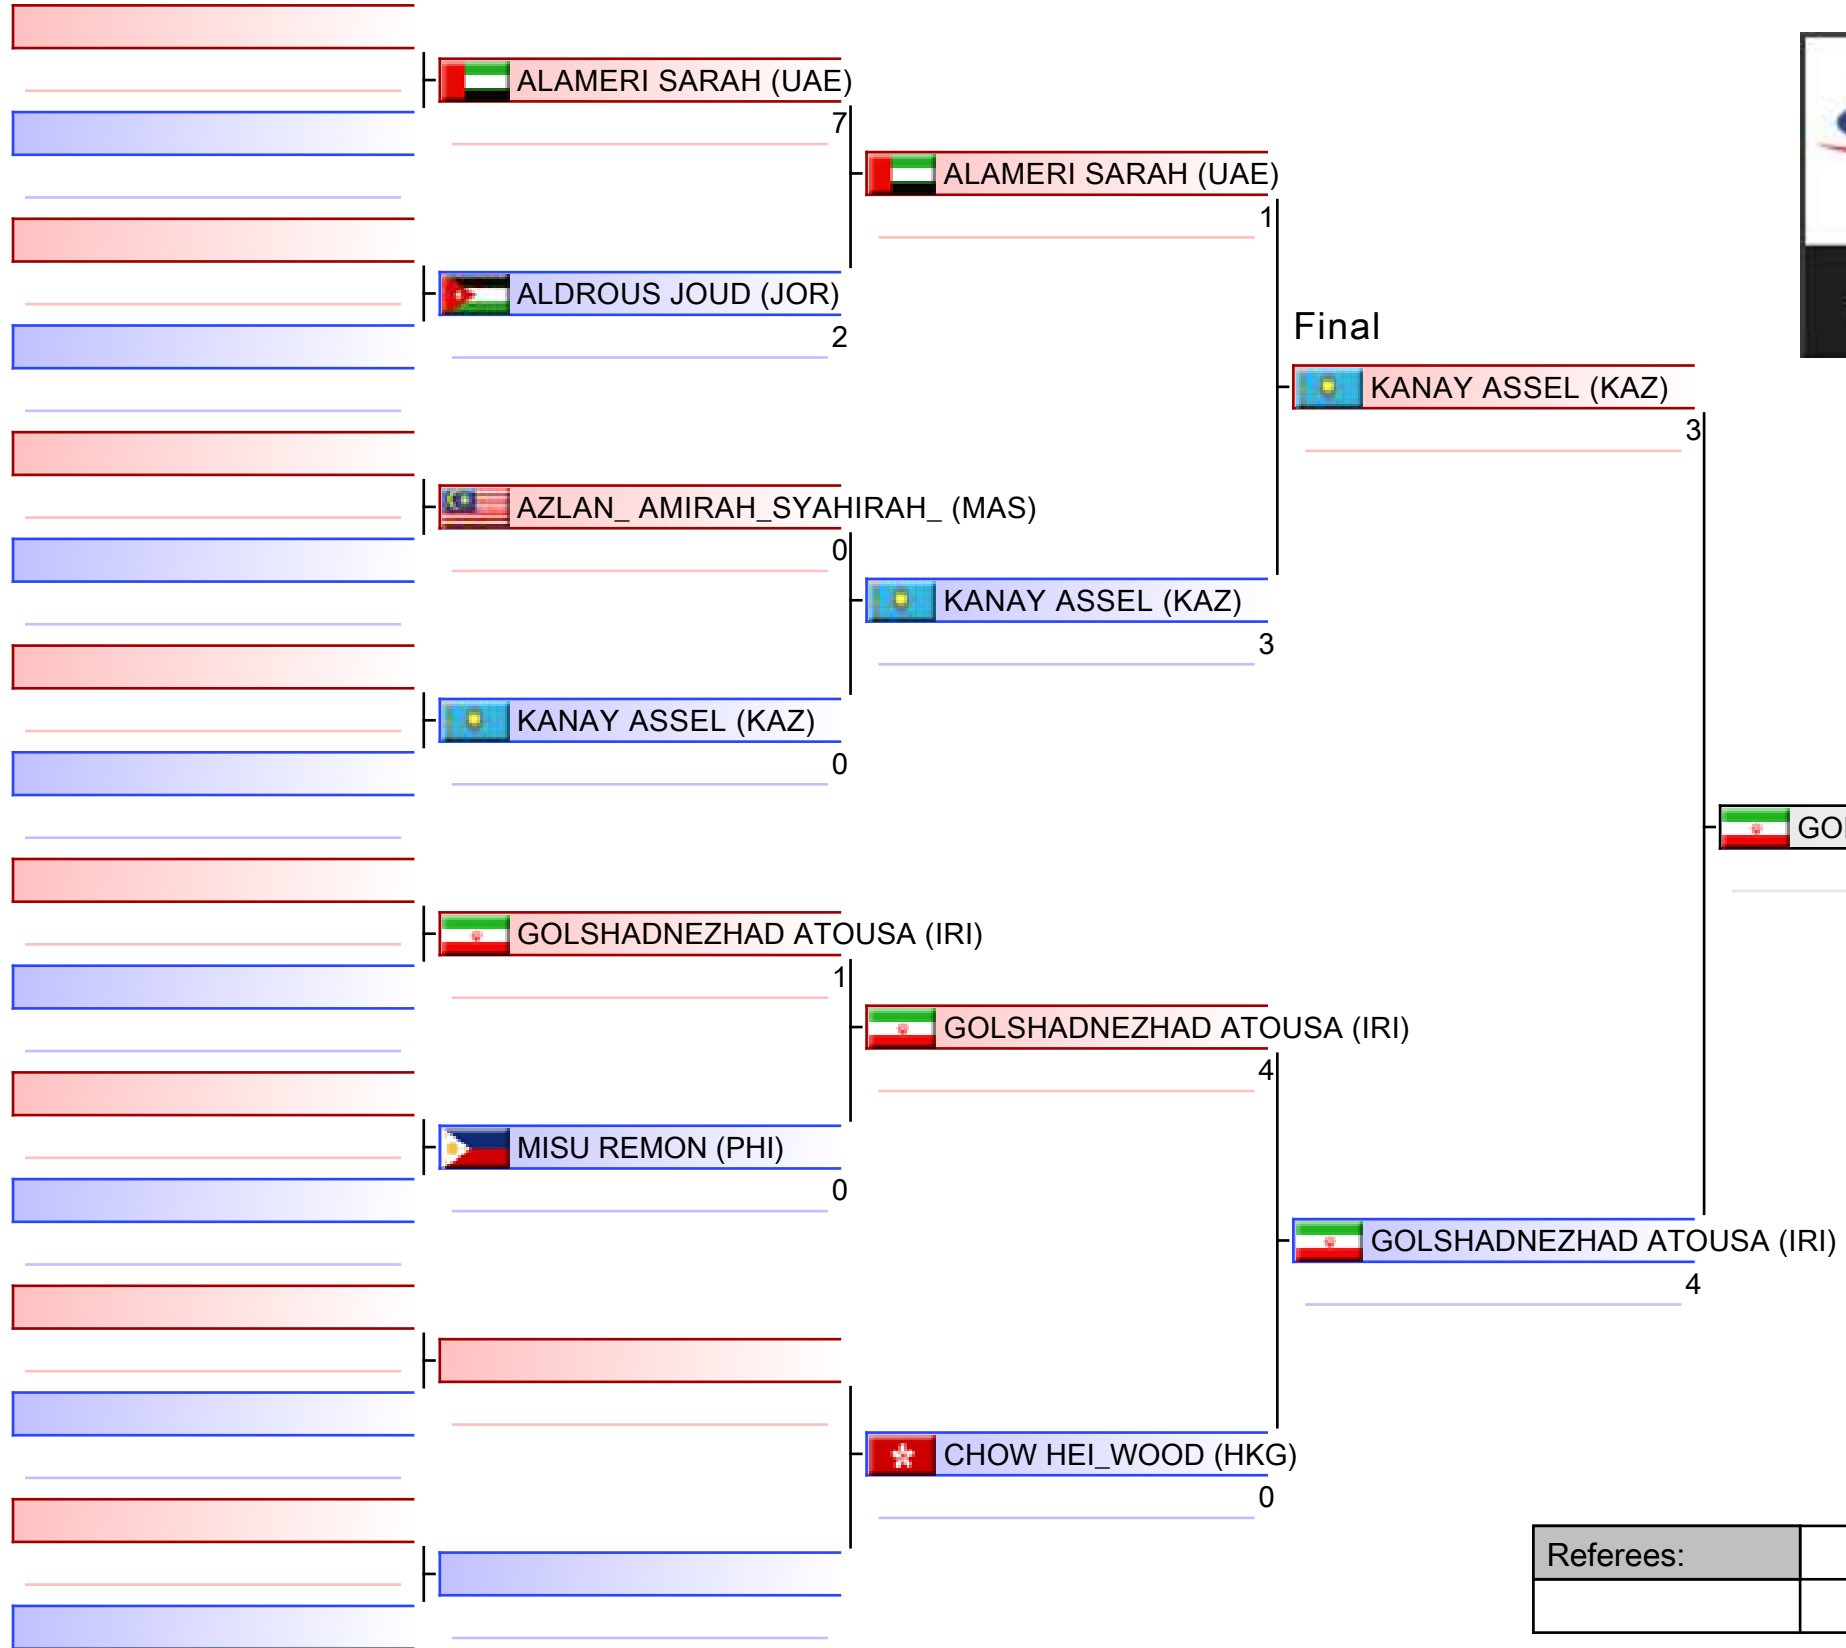 ALAMERI SARAH (UAE)
7
ALDROUS JOUD (JOR)
2
AZLAN_ AMIRAH_SYAHIRAH_ (MAS)
0
KANAY ASSEL (KAZ)
0
GOLSHADNEZHAD ATOUSA (IRI)
1
MISU REMON (PHI)
0
ALAMERI SARAH (UAE)
1
KANAY ASSEL (KAZ)
3
GOLSHADNEZHAD ATOUSA (IRI)
4
CHOW HEI_WOOD (HKG)
0
Final
KANAY ASSEL (KAZ)
3
GOLSHADNEZHAD ATOUSA (IRI)
4
Referees: